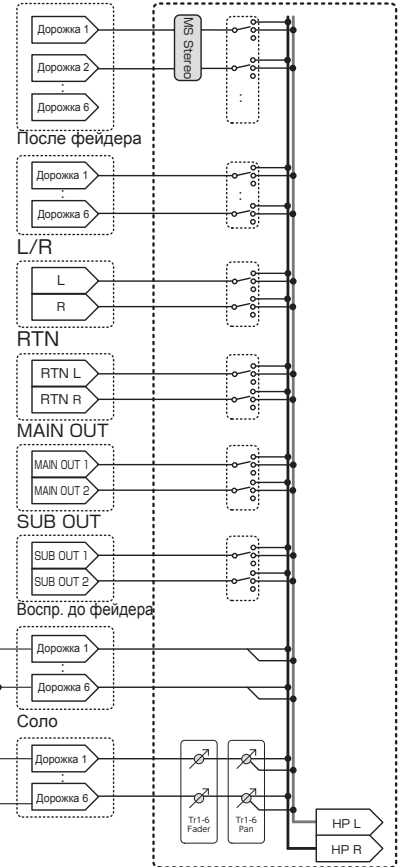 Дорожка 1
MS Stereo
Дорожка 2
:
:
Дорожка 6
После фейдера
Дорожка 1
:
:
Дорожка 6
L/R
L
R
RTN
RTN L
RTN R
MAIN OUT
MAIN OUT 1
MAIN OUT 2
SUB OUT
SUB OUT 1
SUB OUT 2
Воспр. до фейдера
Дорожка 1
:
Дорожка 6
Соло
Дорожка 1
:
Дорожка 6
Tr1-6
Fader
Tr1-6
Pan
HP L
HP R